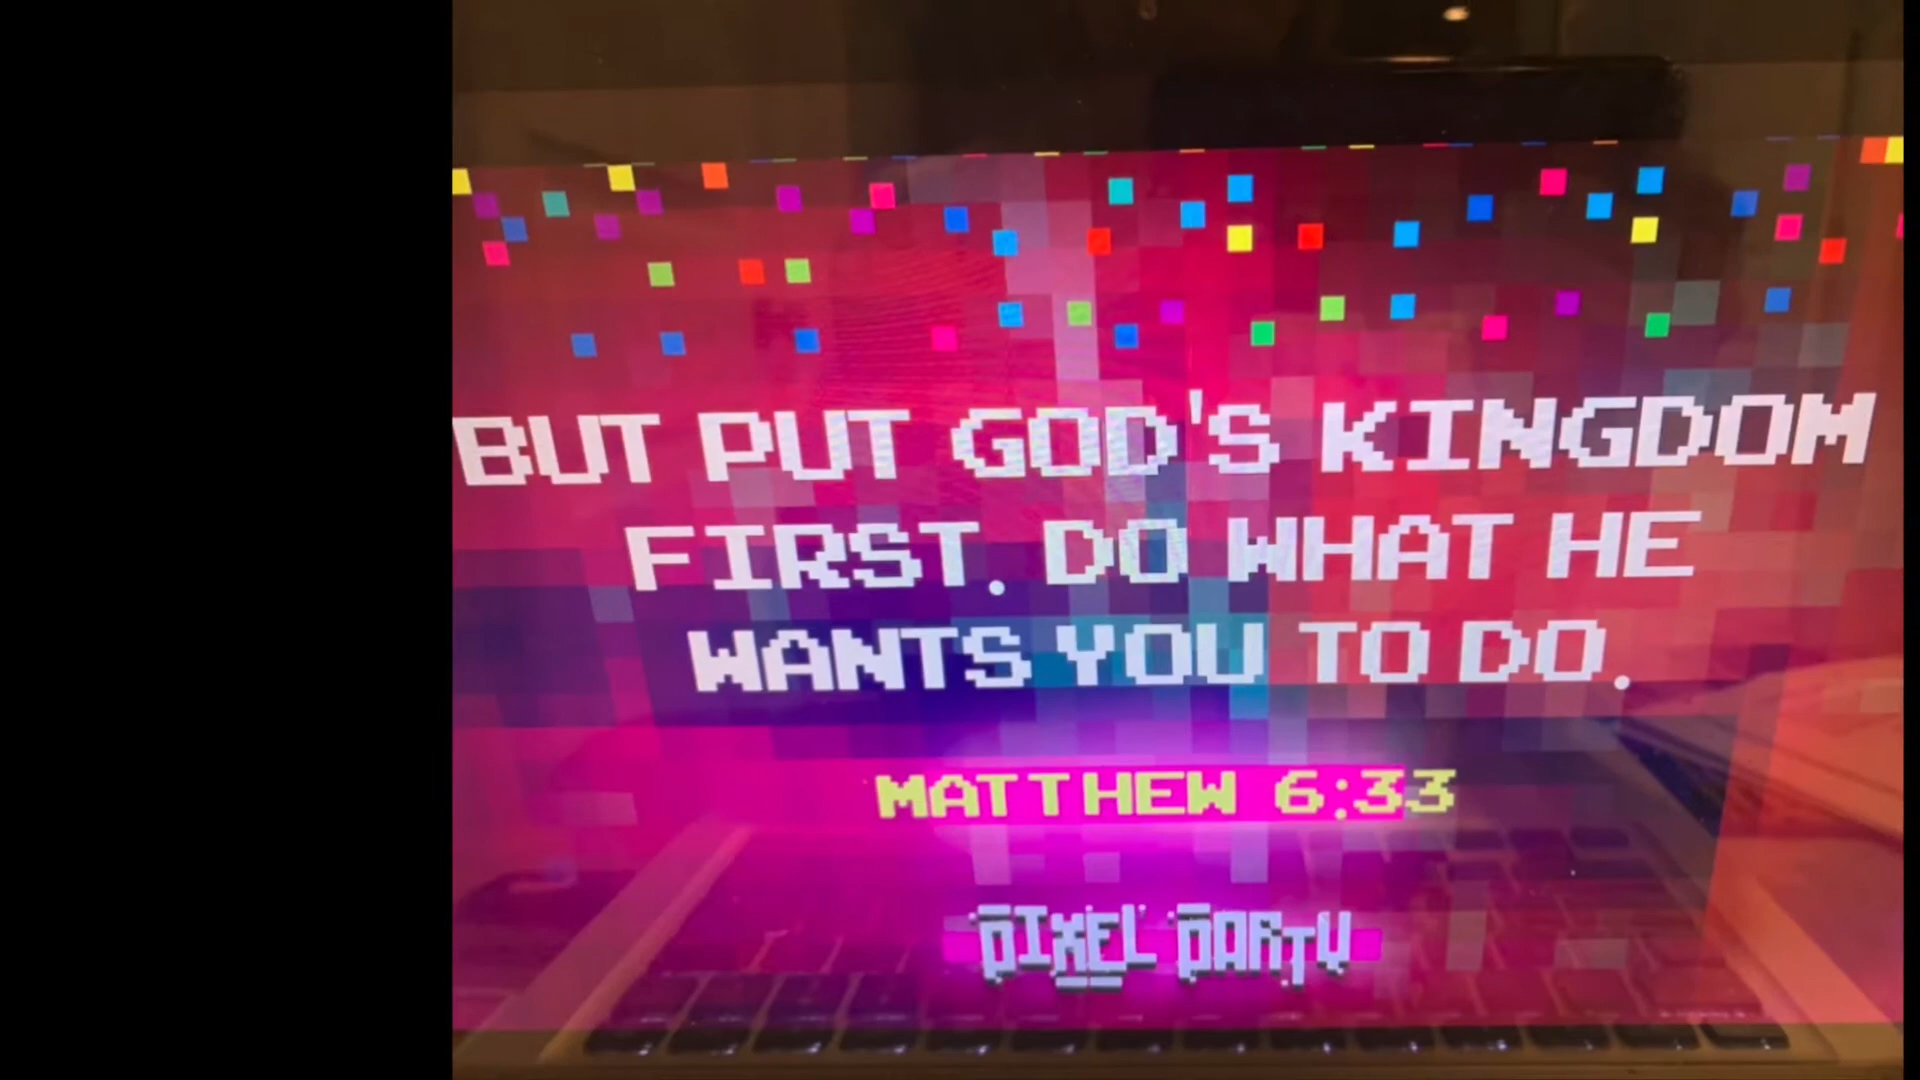 BUT PUT GOD'S KINGDOM
FIRST. DO WHAT HE
WANTS YOU TO DO.
MATTHEW 6:33
PIXEL PARTY